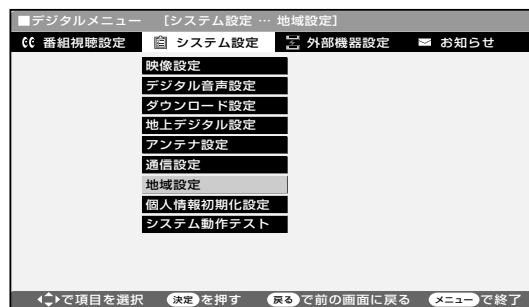 ■デジタルメニュー [システム設定 … 地域設定]
番組視聴設定 システム設定 外部機器設定 お知らせ
映像設定
デジタル音声設定
ダウンロード設定
地上デジタル設定
アンテナ設定
通信設定
地域設定
個人情報初期化設定
システム動作テスト
で項目を選択 決定を押す 戻るで前の画面に戻る メニューで終了